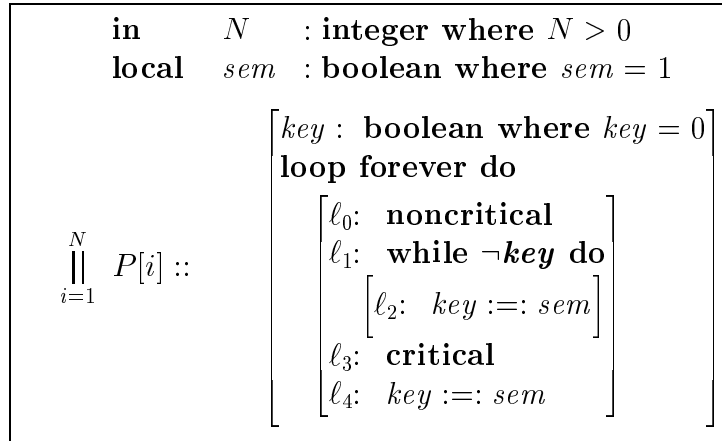 in N : integer where N > 0
local sem : boolean where sem = 1
key : boolean where key = 0
loop forever do
ℓ0: noncritical
ℓ1: while ¬key do
N
|| P[i] ::
i=1
ℓ2: key :=: sem
ℓ3: critical
ℓ4: key :=: sem